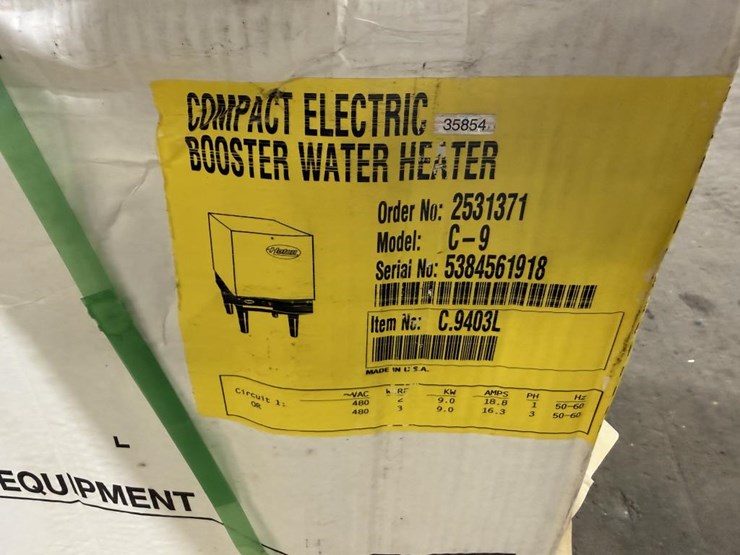 COMPACT ELECTRIC 35854
BOOSTER WATER HEATER
Order No: 2531371
Model: C-9
Serial No: 5384561918
Item No: C.9403L
MADE IN U.S.A.
~VAC KW AMPS PH Hz
Circuit 1: 480 2 9.0 18.8 1 50-60
OR 480 3 9.0 16.3 3 50-60
L
EQUIPMENT